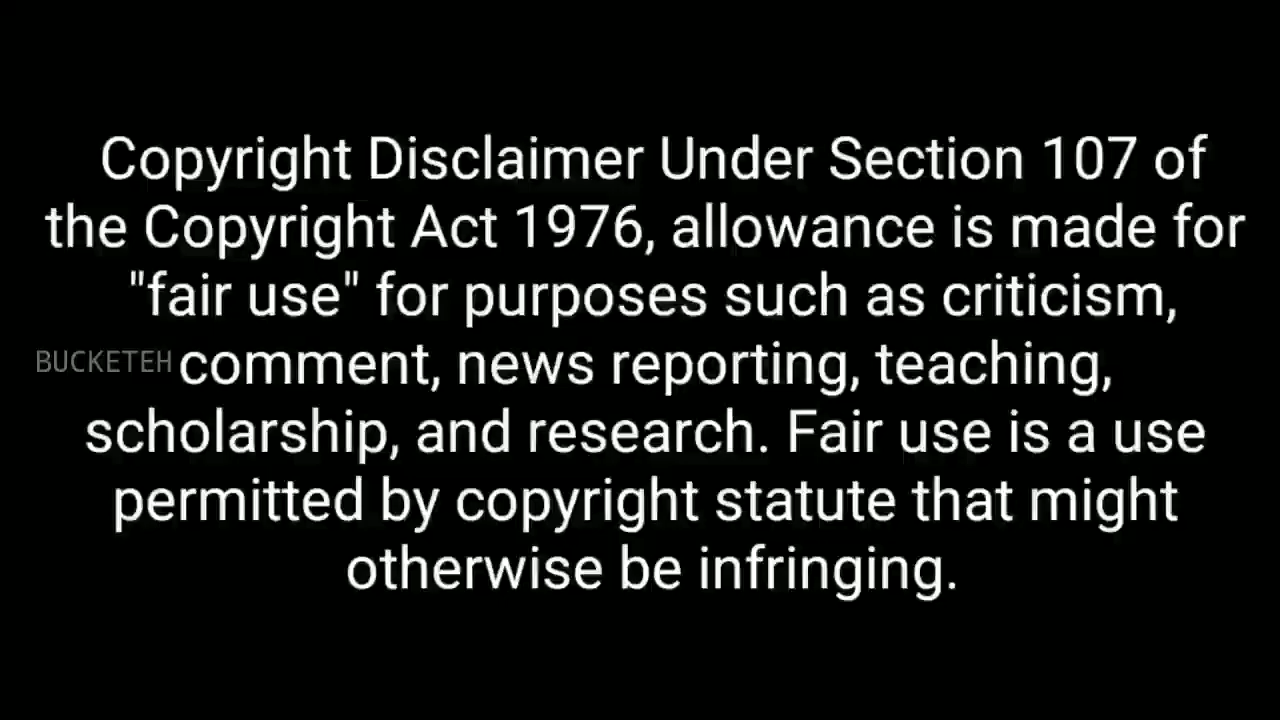 Copyright Disclaimer Under Section 107 of
the Copyright Act 1976, allowance is made for
"fair use" for purposes such as criticism,
BUCKETEH comment, news reporting, teaching,
scholarship, and research. Fair use is a use
permitted by copyright statute that might
otherwise be infringing.